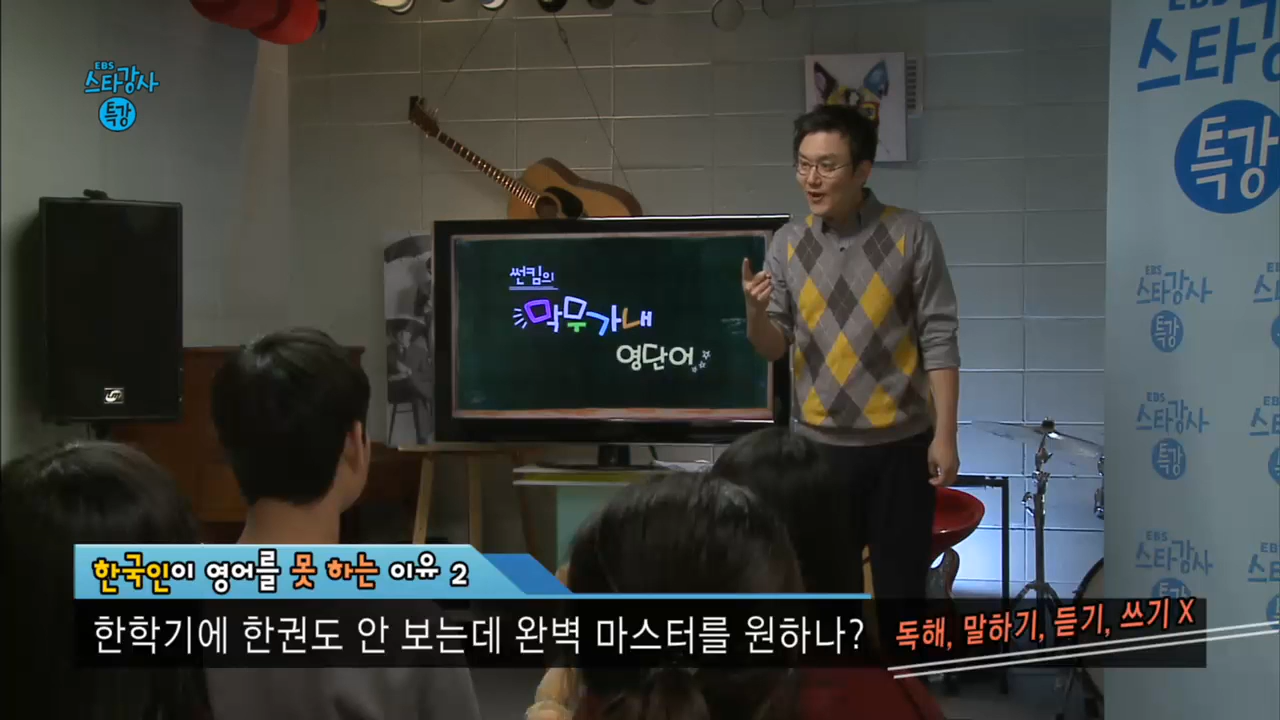 EBS
스타강사
특강
썬킴의
막무가내
영단어
EBS
스타강
특강
EBS
스타강사
특강
EBS
스타강사
특강
EBS
스타강사
한국인이 영어를 못 하는 이유 2
한학기에 한권도 안 보는데 완벽 마스터를 원하나?
독해, 말하기, 듣기, 쓰기 X